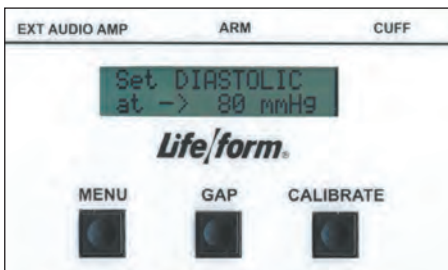 EXT AUDIO AMP ARM CUFF
Set DIASTOLIC
at -> 80 mmHg
Life/form®
MENU GAP CALIBRATE